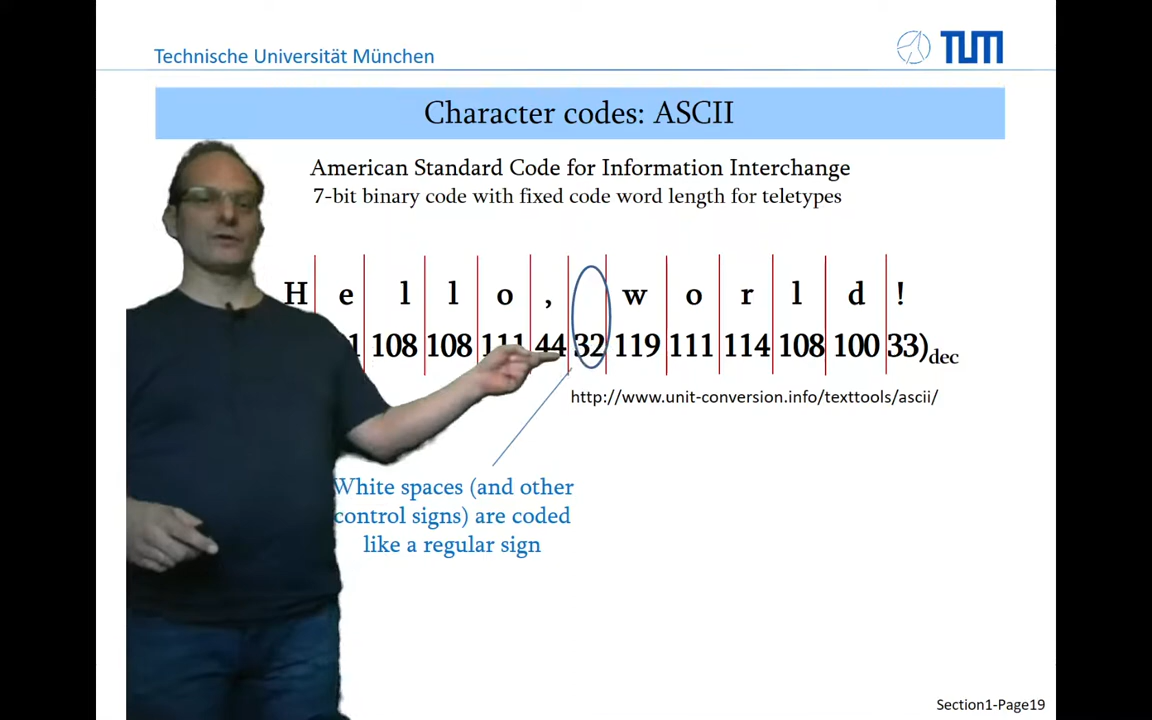 Technische Universität München
TUM
Character codes: ASCII
American Standard Code for Information Interchange
7-bit binary code with fixed code word length for teletypes
H e l l o , w o r l d !
1 108 108 111 44 32 119 111 114 108 100 33)dec
http://www.unit-conversion.info/texttools/ascii/
White spaces (and other
control signs) are coded
like a regular sign
Section1-Page19